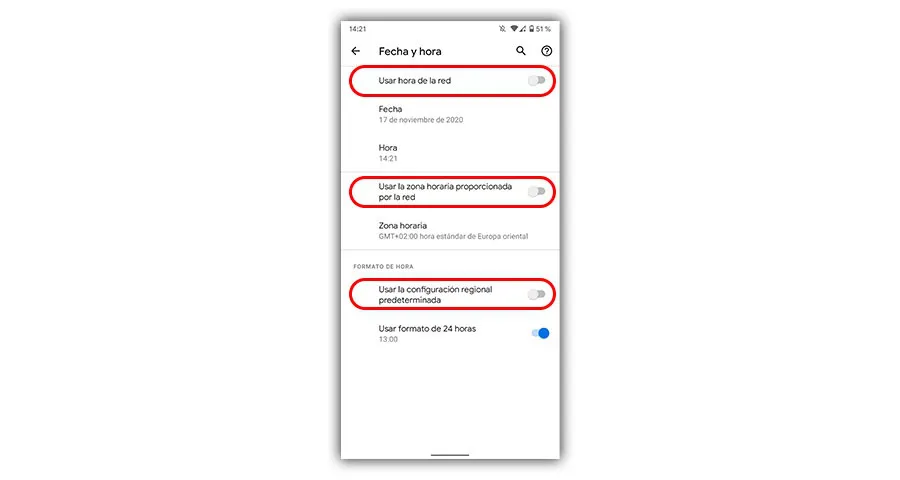 14:21 51 %
Fecha y hora
Usar hora de la red
Fecha
17 de noviembre de 2020
Hora
14:21
Usar la zona horaria proporcionada
por la red
Zona horaria
GMT+02:00 hora estándar de Europa oriental
FORMATO DE HORA
Usar la configuración regional
predeterminada
Usar formato de 24 horas
13:00